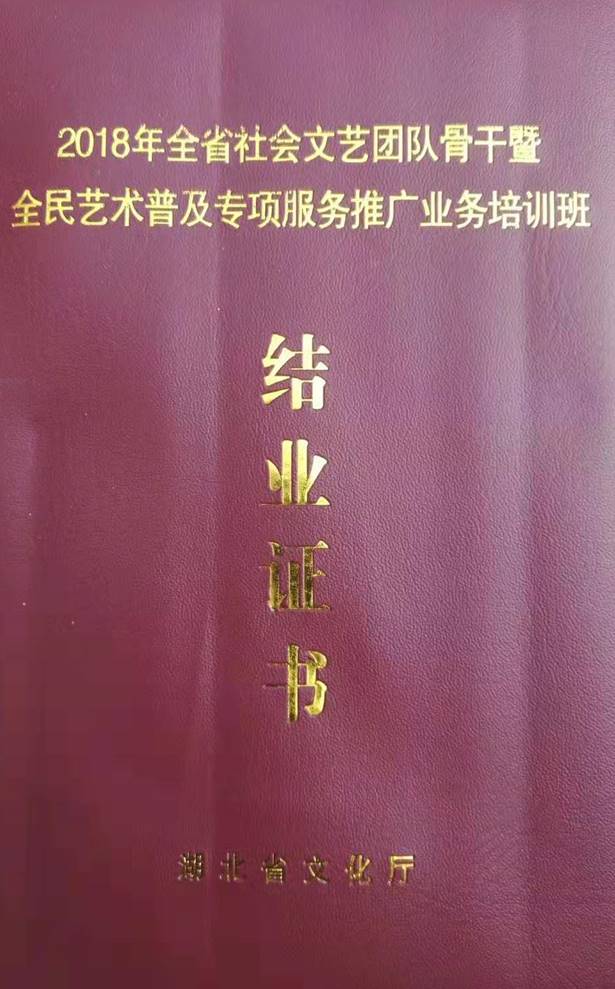 2018年全省社会文艺团队骨干暨
全民艺术普及专项服务推广业务培训班
结业证书
湖北省文化厅